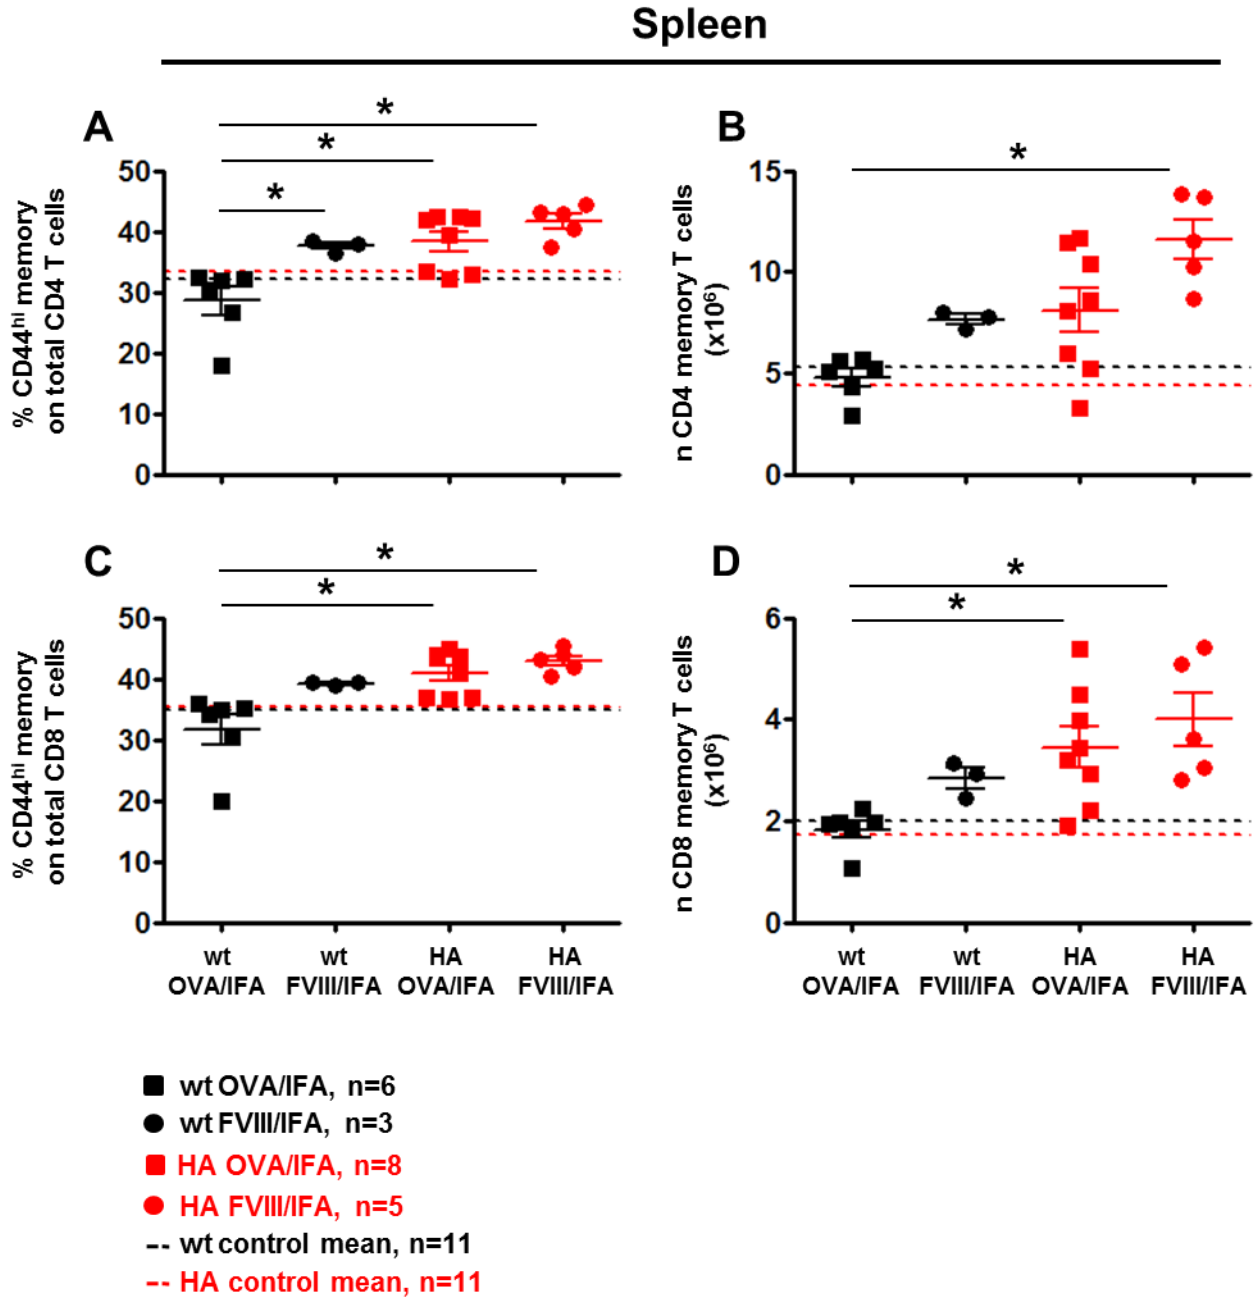 Spleen
A
*
*
*
% CD44hi memory
on total CD4 T cells
50
40
30
20
10
0
B
*
n CD4 memory T cells
(x10⁶)
15
10
5
0
C
*
*
% CD44hi memory
on total CD8 T cells
50
40
30
20
10
0
wt
OVA/IFA
wt
FVIII/IFA
HA
OVA/IFA
HA
FVIII/IFA
D
*
*
n CD8 memory T cells
(x10⁶)
6
4
2
0
wt
OVA/IFA
wt
FVIII/IFA
HA
OVA/IFA
HA
FVIII/IFA
wt OVA/IFA, n=6
wt FVIII/IFA, n=3
HA OVA/IFA, n=8
HA FVIII/IFA, n=5
wt control mean, n=11
HA control mean, n=11